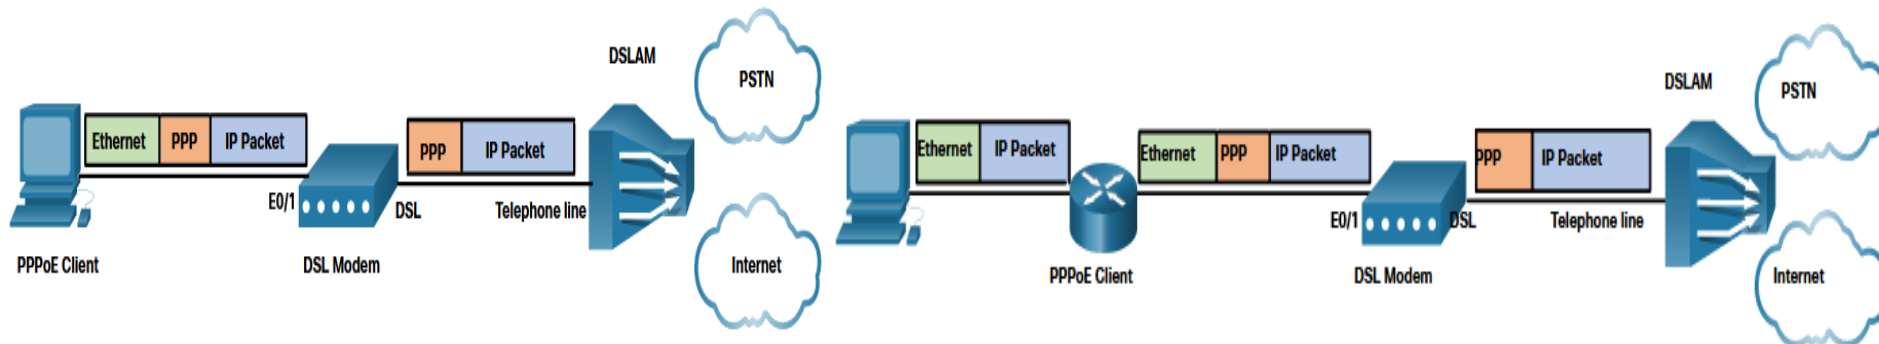 DSLAM
PSTN
Ethernet PPP IP Packet
PPP IP Packet
E0/1
DSL
Telephone line
PPPoE Client
DSL Modem
Internet
DSLAM
PSTN
Ethernet IP Packet
Ethernet PPP IP Packet
PPP IP Packet
E0/1
DSL
Telephone line
PPPoE Client
DSL Modem
Internet